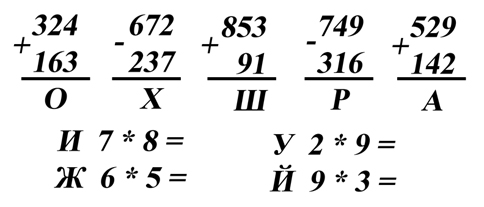 +324 -672 +853 -749 +529
163 237 91 316 142
О Х Ш Р А
И 7 * 8 = У 2 * 9 =
Ж 6 * 5 = Й 9 * 3 =